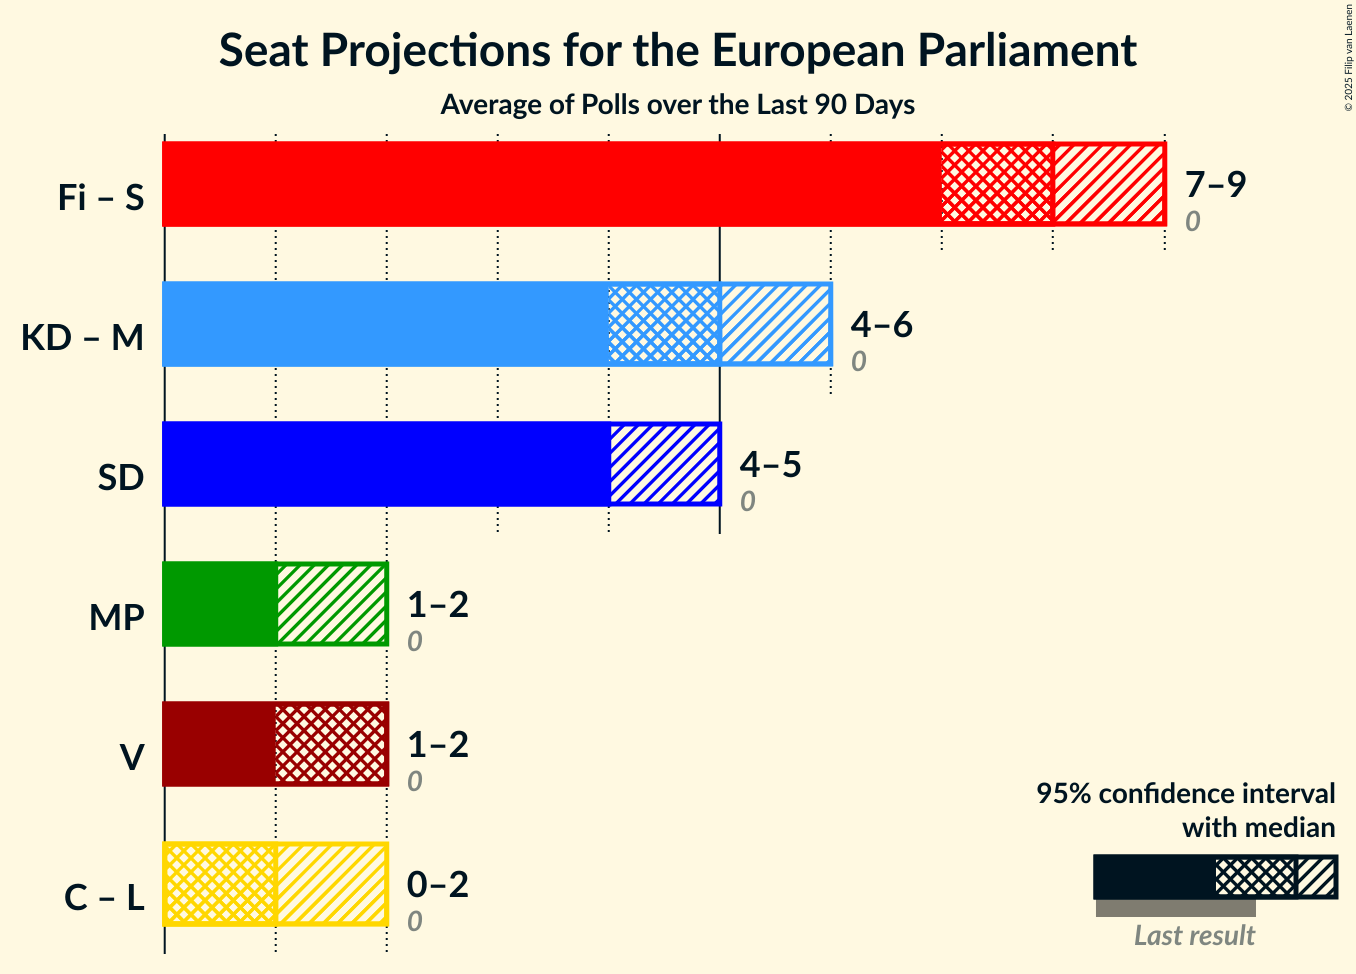 Seat Projections for the European Parliament
Average of Polls over the Last 90 Days
© 2025 Filip van Laenen
Fi – S
7–9
0
KD – M
4–6
0
SD
4–5
0
MP
1–2
0
V
1–2
0
C – L
0–2
0
95% confidence interval
with median
Last result